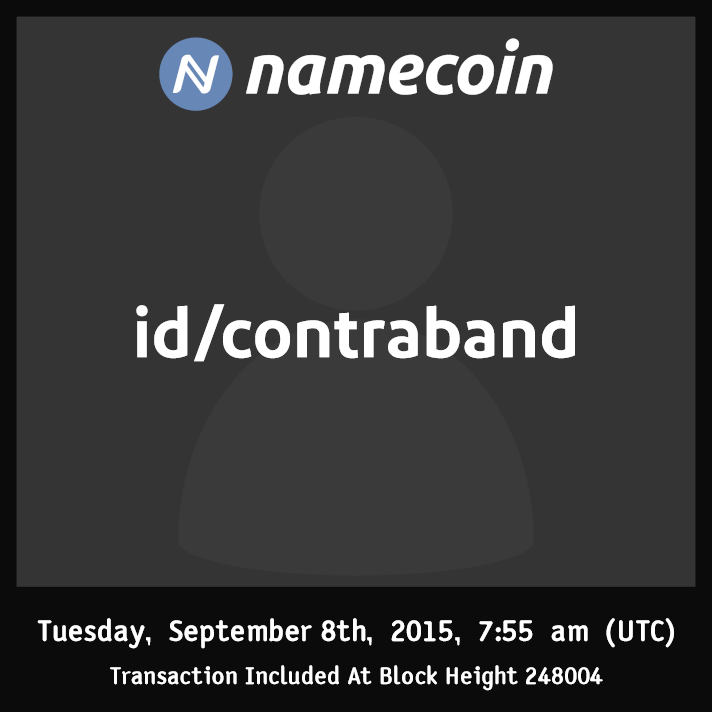 namecoin
id/contraband
Tuesday, September 8th, 2015, 7:55 am (UTC)
Transaction Included At Block Height 248004